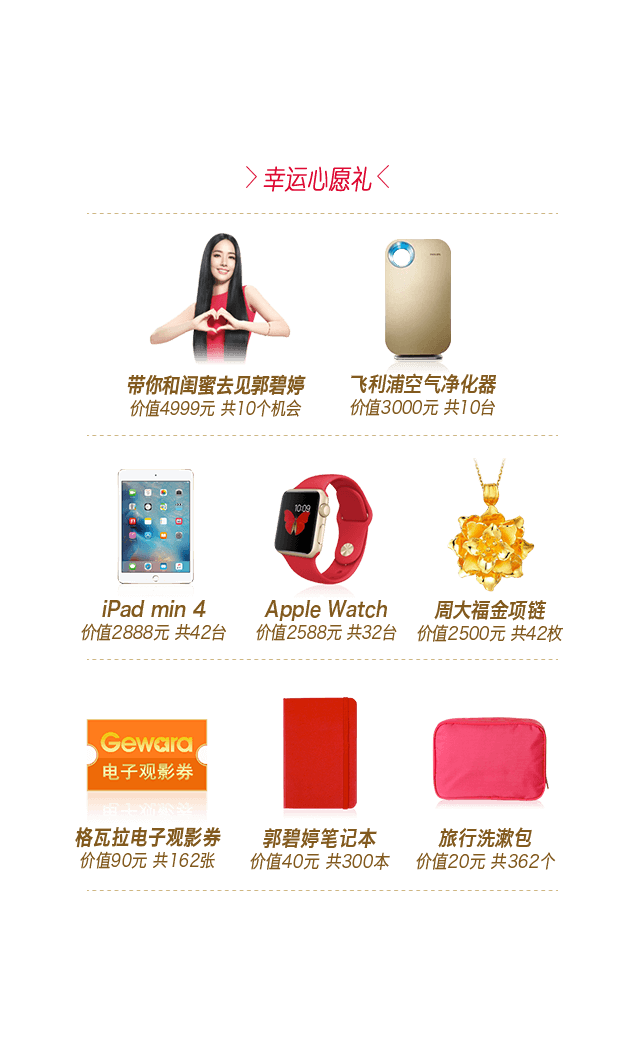 幸运心愿礼
带你和闺蜜去见郭碧婷
价值4999元 共10个机会
飞利浦空气净化器
价值3000元 共10台
10:09
iPad min 4
价值2888元 共42台
Apple Watch
价值2588元 共32台
周大福金项链
价值2500元 共42枚
Gewara
电子观影券
格瓦拉电子观影券
价值90元 共162张
郭碧婷笔记本
价值40元 共300本
旅行洗漱包
价值20元 共362个